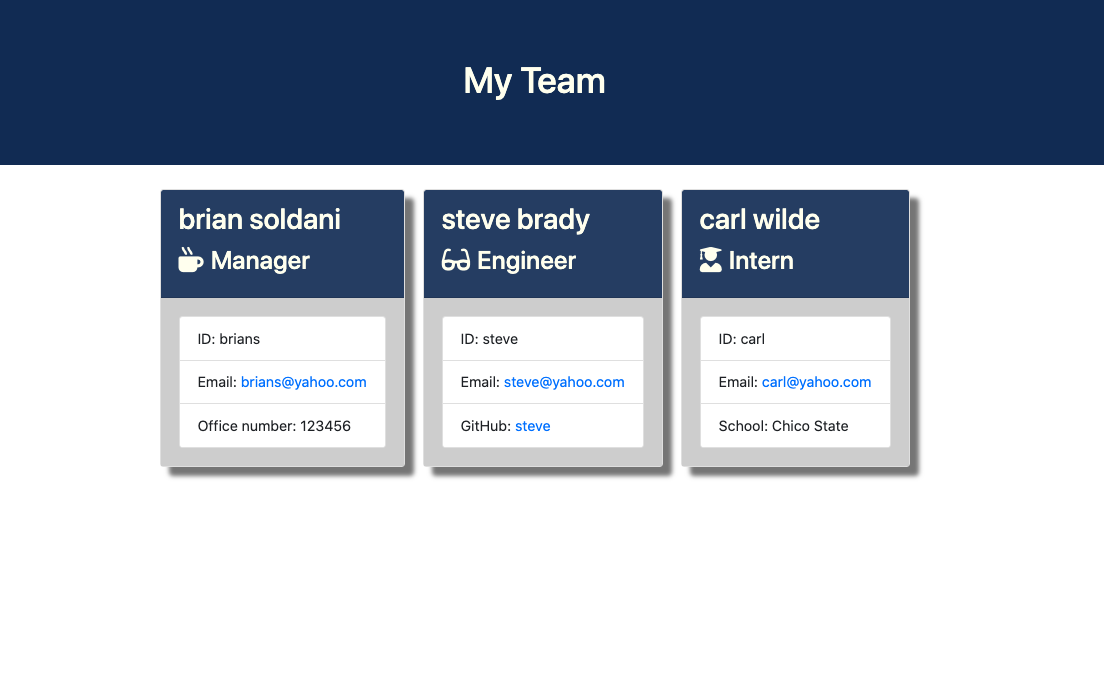 My Team
brian soldani
Manager
ID: brians
Email: brians@yahoo.com
Office number: 123456
steve brady
Engineer
ID: steve
Email: steve@yahoo.com
GitHub: steve
carl wilde
Intern
ID: carl
Email: carl@yahoo.com
School: Chico State